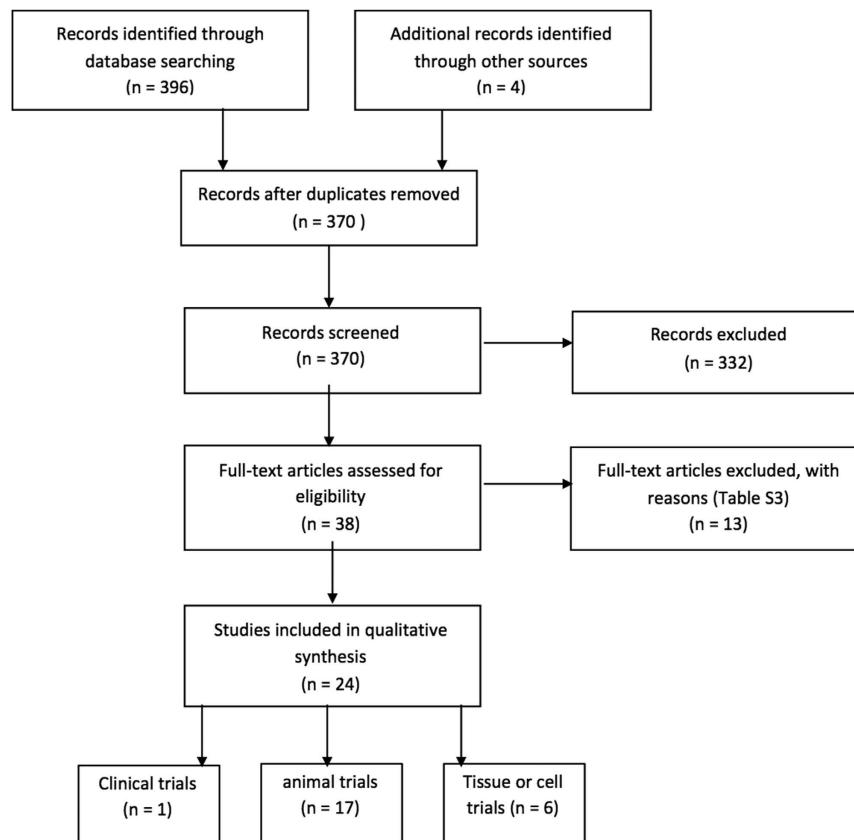 Records identified through
database searching
(n = 396)
Additional records identified
through other sources
(n = 4)
Records after duplicates removed
(n = 370 )
Records screened
(n = 370)
Records excluded
(n = 332)
Full-text articles assessed for
eligibility
(n = 38)
Full-text articles excluded, with
reasons (Table S3)
(n = 13)
Studies included in qualitative
synthesis
(n = 24)
Clinical trials
(n = 1)
animal trials
(n = 17)
Tissue or cell
trials (n = 6)